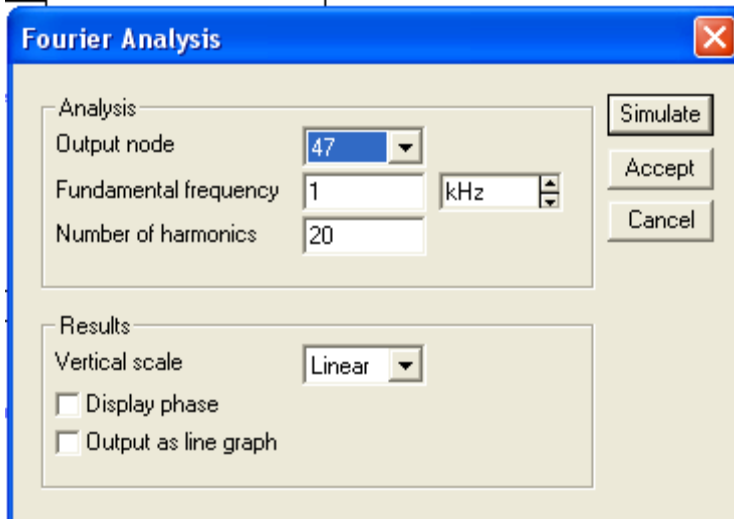 Fourier Analysis
Analysis
Output node 47
Fundamental frequency 1 kHz
Number of harmonics 20
Simulate
Accept
Cancel
Results
Vertical scale Linear
Display phase
Output as line graph